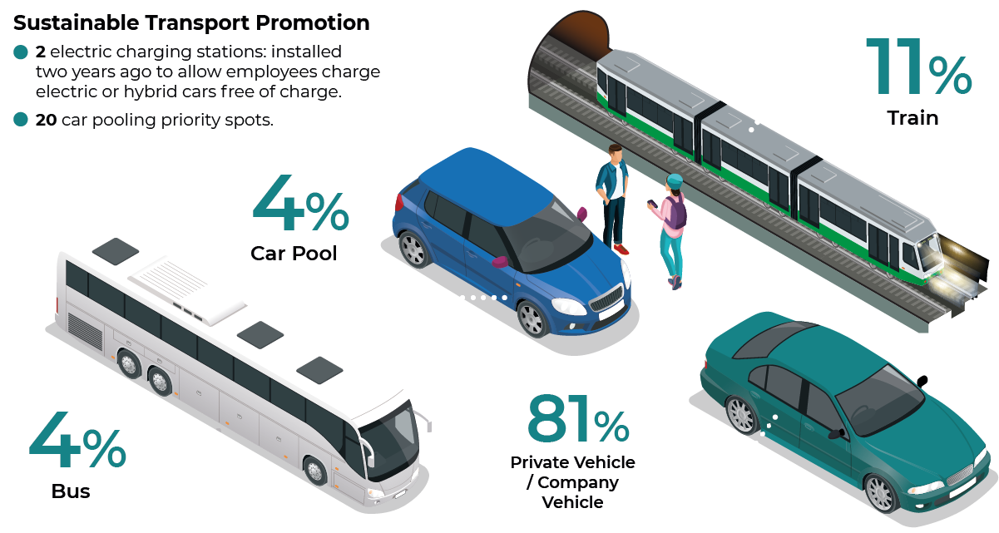 Sustainable Transport Promotion
2 electric charging stations: installed
two years ago to allow employees charge
electric or hybrid cars free of charge.
20 car pooling priority spots.
11%
Train
4%
Car Pool
4%
Bus
81%
Private Vehicle
/ Company
Vehicle